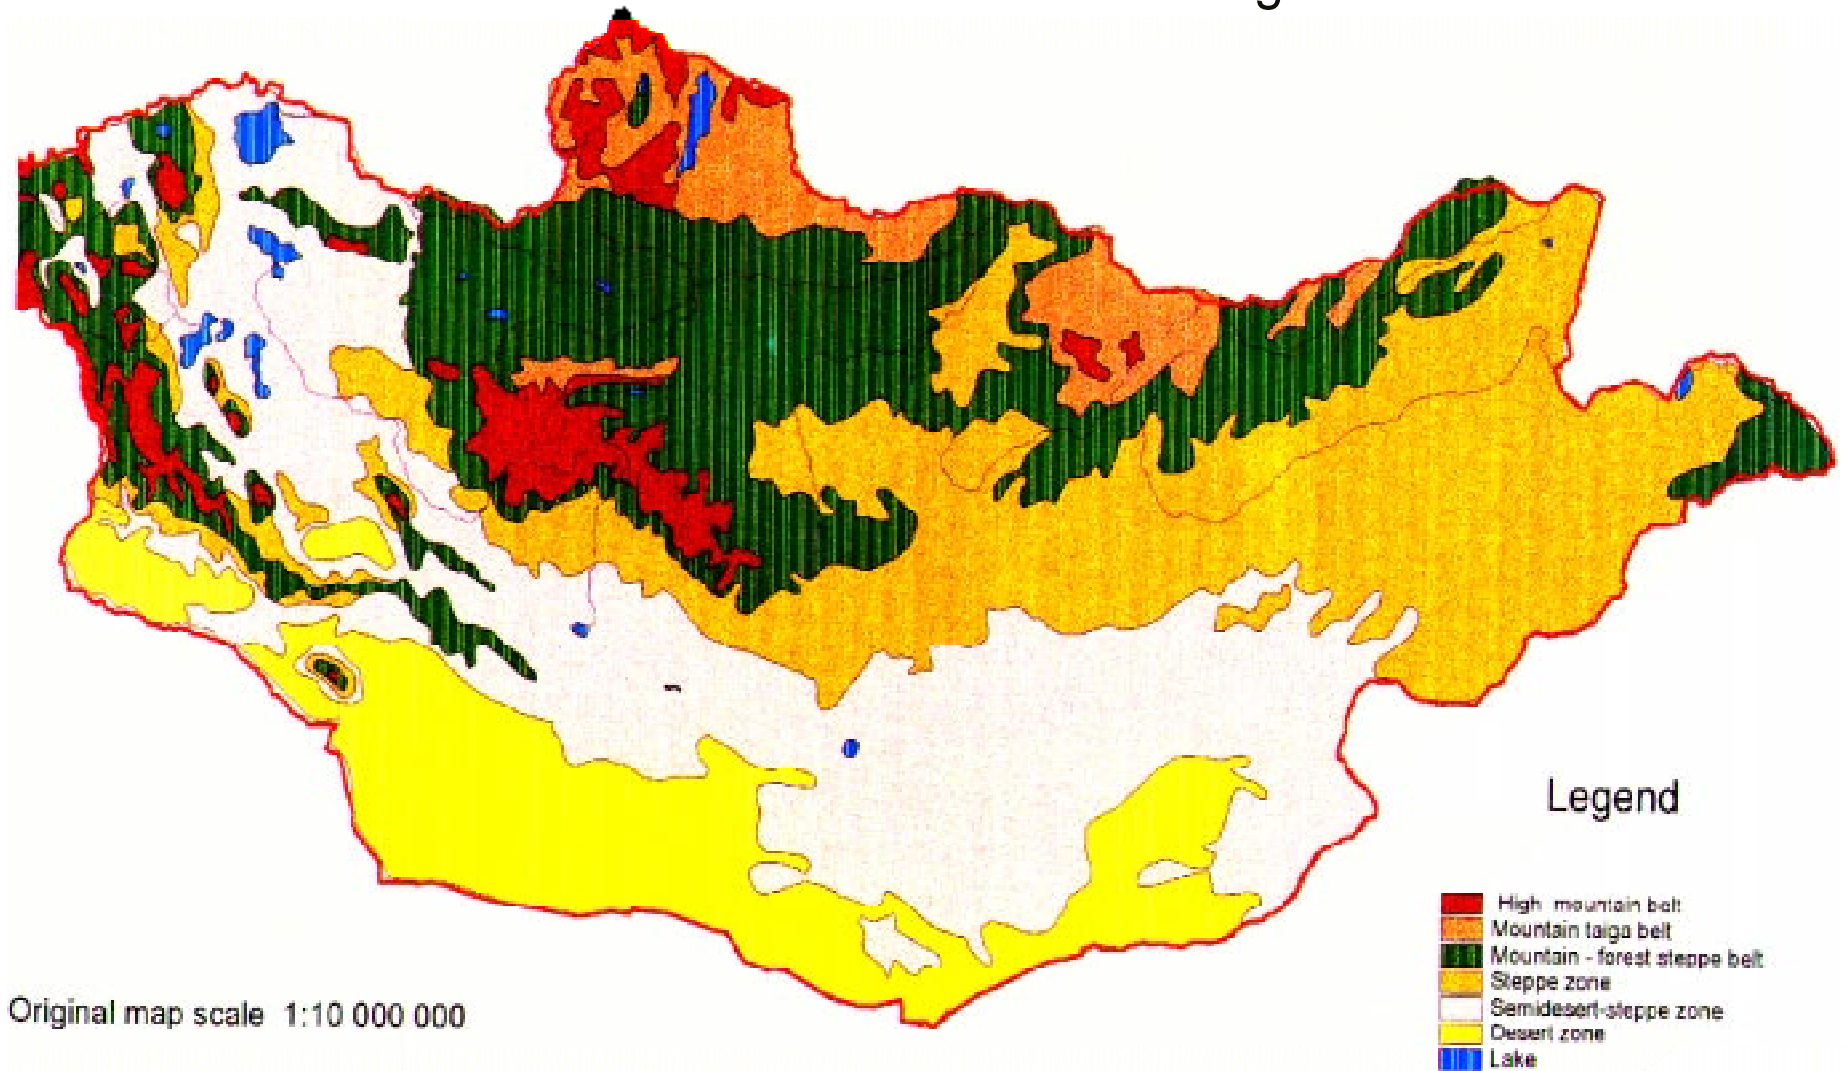 g
Legend
High mountain belt
Mountain taiga belt
Mountain - forest steppe belt
Steppe zone
Semidesert-steppe zone
Desert zone
Lake
Original map scale 1:10 000 000